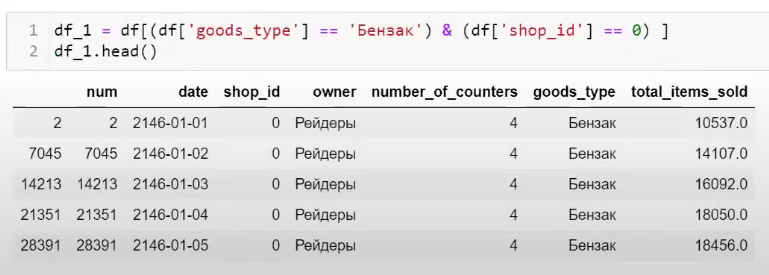 1 df_1 = df[(df['goods_type'] == 'Бензак') & (df['shop_id'] == 0) ]
2 df_1.head()
num date shop_id owner number_of_counters goods_type total_items_sold
2 2 2146-01-01 0 Рейдеры 4 Бензак 10537.0
7045 7045 2146-01-02 0 Рейдеры 4 Бензак 14107.0
14213 14213 2146-01-03 0 Рейдеры 4 Бензак 16092.0
21351 21351 2146-01-04 0 Рейдеры 4 Бензак 18050.0
28391 28391 2146-01-05 0 Рейдеры 4 Бензак 18456.0